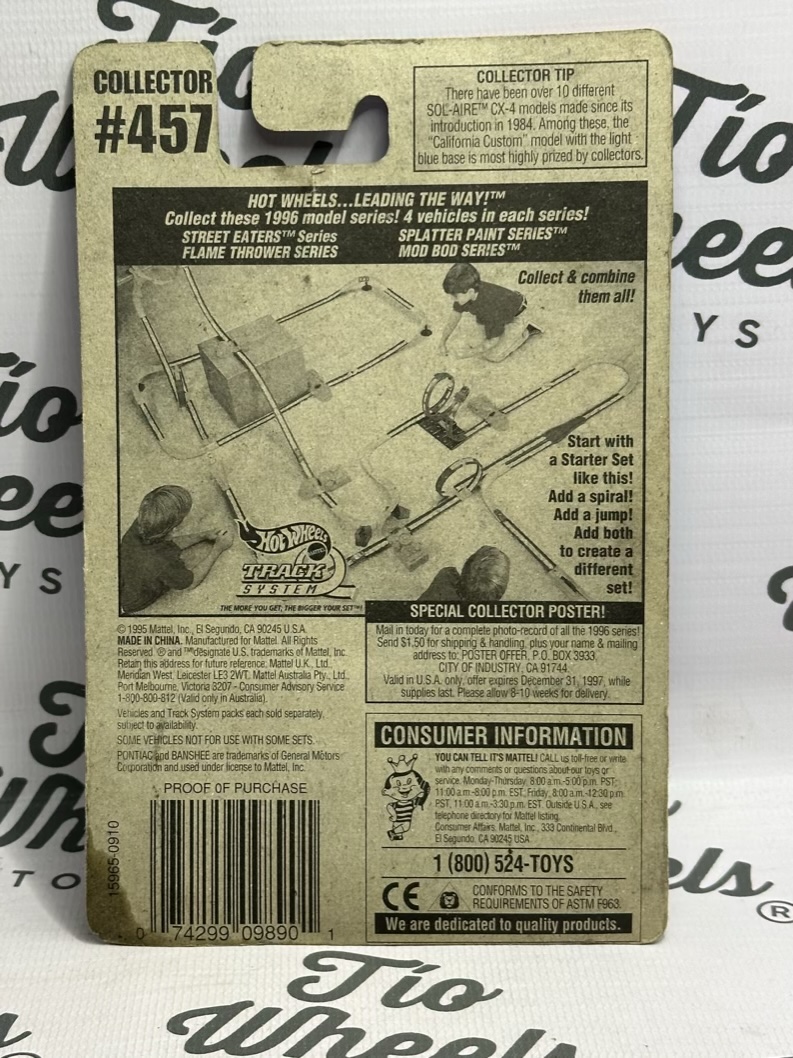 COLLECTOR
#457
COLLECTOR TIP
There have been over 10 different
SOL-AIRE™ CX-4 models made since its
introduction in 1984. Among these, the
"California Custom" model with the light
blue base is most highly prized by collectors.
HOT WHEELS...LEADING THE WAY!™
Collect these 1996 model series! 4 vehicles in each series!
STREET EATERS™ Series SPLATTER PAINT SERIES™
FLAME THROWER SERIES MOD BOD SERIES™
Collect & combine
them all!
Start with
a Starter Set
like this!
Add a spiral!
Add a jump!
Add both
to create a
different
set!
HOT WHEELS
MATTEL
TRACK
SYSTEM
THE MORE YOU GET, THE BIGGER YOUR SET™!
© 1995 Mattel, Inc., El Segundo, CA 90245 U.S.A.
MADE IN CHINA. Manufactured for Mattel. All Rights
Reserved. ® and ™ designate U.S. trademarks of Mattel, Inc.
Retain this address for future reference: Mattel U.K., Ltd.,
Meridian West, Leicester LE3 2WT. Mattel Australia Pty., Ltd.,
Port Melbourne, Victoria 3207 - Consumer Advisory Service
1-800-800-812 (Valid only in Australia).
Vehicles and Track System packs each sold separately,
subject to availability.
SOME VEHICLES NOT FOR USE WITH SOME SETS.
PONTIAC and BANSHEE are trademarks of General Motors
Corporation and used under license to Mattel, Inc.
PROOF OF PURCHASE
15965-0910
0 74299 09890 1
SPECIAL COLLECTOR POSTER!
Mail in today for a complete photo-record of all the 1996 series!
Send $1.50 for shipping & handling, plus your name & mailing
address to: POSTER OFFER, P.O. BOX 3933,
CITY OF INDUSTRY, CA 91744.
Valid in U.S.A. only, offer expires December 31, 1997, while
supplies last. Please allow 8-10 weeks for delivery.
CONSUMER INFORMATION
YOU CAN TELL IT'S MATTEL! CALL us toll-free or write
with any comments or questions about our toys or
service. Monday-Thursday, 8:00 a.m.-5:00 p.m. PST,
11:00 a.m.-8:00 p.m. EST; Friday, 8:00 a.m.-12:30 p.m.
PST, 11:00 a.m.-3:30 p.m. EST. Outside U.S.A., see
telephone directory for Mattel listing.
Consumer Affairs, Mattel, Inc., 333 Continental Blvd.,
El Segundo, CA 90245 USA
1 (800) 524-TOYS
CE
CONFORMS TO THE SAFETY
REQUIREMENTS OF ASTM F963.
We are dedicated to quality products.
Tío
Wheels